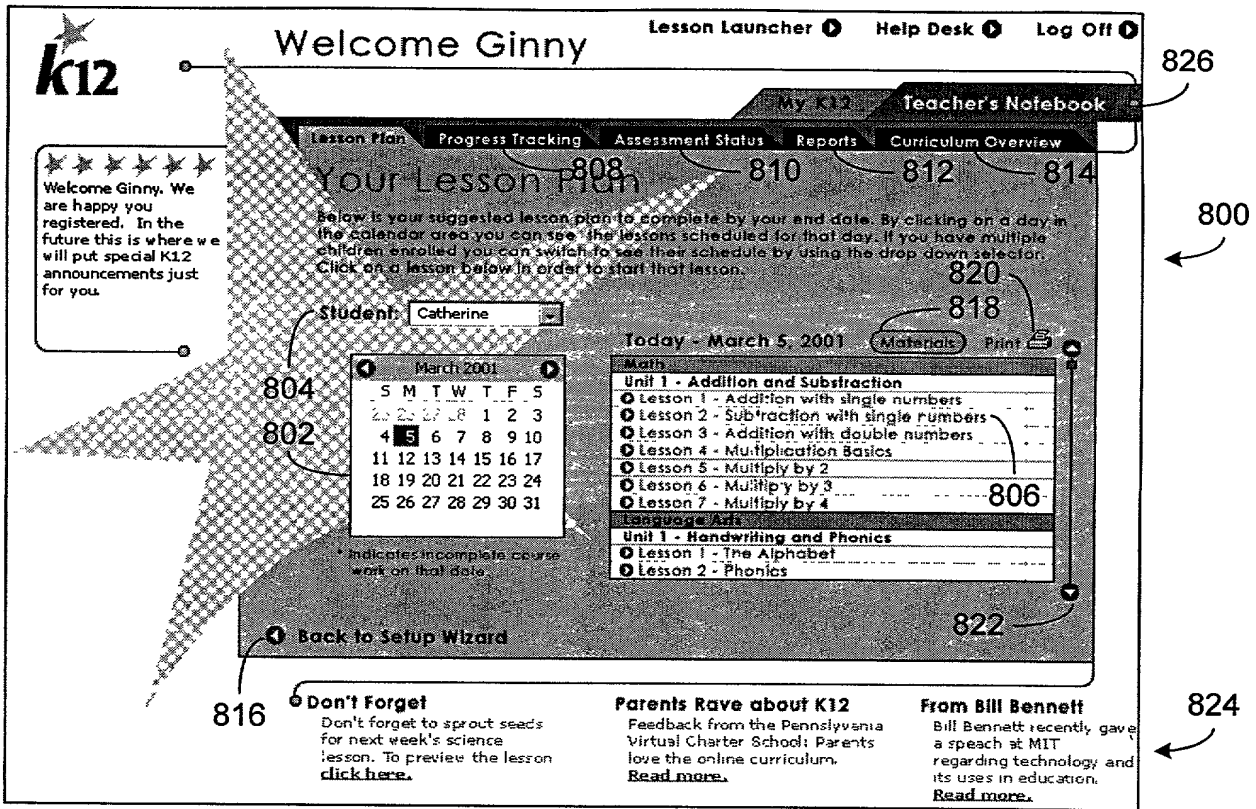 k12
Welcome Ginny
Lesson Launcher Help Desk Log Off
826
My K12 Teacher's Notebook
Lesson Plan Progress Tracking Assessment Status Reports Curriculum Overview
808 810 812 814
Your Lesson Plan
Welcome Ginny. We
are happy you
registered. In the
future this is where we
will put special K12
announcements just
for you.
Below is your suggested lesson plan to complete by your end date. By clicking on a day in
the calendar area you can see the lessons scheduled for that day. If you have multiple
children enrolled you can switch to see their schedule by using the drop down selector.
Click on a lesson below in order to start that lesson.
800
820
818
Student: Catherine
804
802
March 2001
S M T W T F S
25 26 27 28 1 2 3
4 5 6 7 8 9 10
11 12 13 14 15 16 17
18 19 20 21 22 23 24
25 26 27 28 29 30 31
* Indicates incomplete course
work on that date
Today - March 5, 2001 Materials Print
Math
Unit 1 - Addition and Substraction
Lesson 1 - Addition with single numbers
Lesson 2 - Subtraction with single numbers
Lesson 3 - Addition with double numbers
Lesson 4 - Multiplication Basics
Lesson 5 - Multiply by 2
Lesson 6 - Multiply by 3
Lesson 7 - Multiply by 4
806
Language Arts
Unit 1 - Handwriting and Phonics
Lesson 1 - The Alphabet
Lesson 2 - Phonics
822
Back to Setup Wizard
816
Don't Forget
Don't forget to sprout seeds
for next week's science
lesson. To preview the lesson
click here.
Parents Rave about K12
Feedback from the Pennslyvania
Virtual Charter School: Parents
love the online curriculum.
Read more.
From Bill Bennett
Bill Bennett recently gave
a speach at MIT
regarding technology and
its uses in education.
Read more.
824